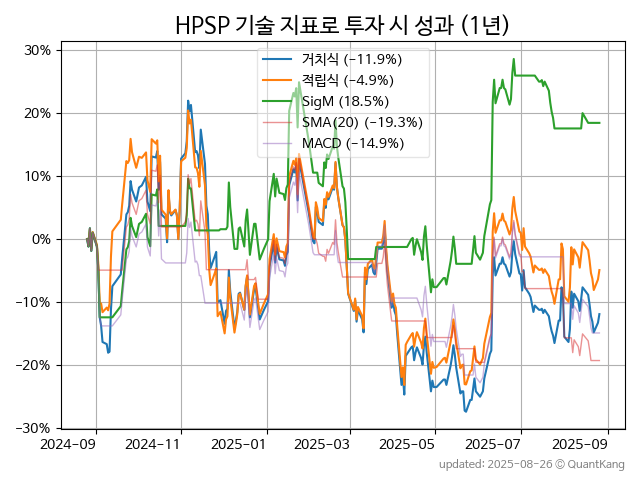 HPSP 기술 지표로 투자 시 성과 (1년)
거치식 (−11.9%)
적립식 (−4.9%)
SigM (18.5%)
SMA(20) (−19.3%)
MACD (−14.9%)
30%
20%
10%
0%
−10%
−20%
−30%
2024-09 2024-11 2025-01 2025-03 2025-05 2025-07 2025-09
updated: 2025-08-26 © QuantKang